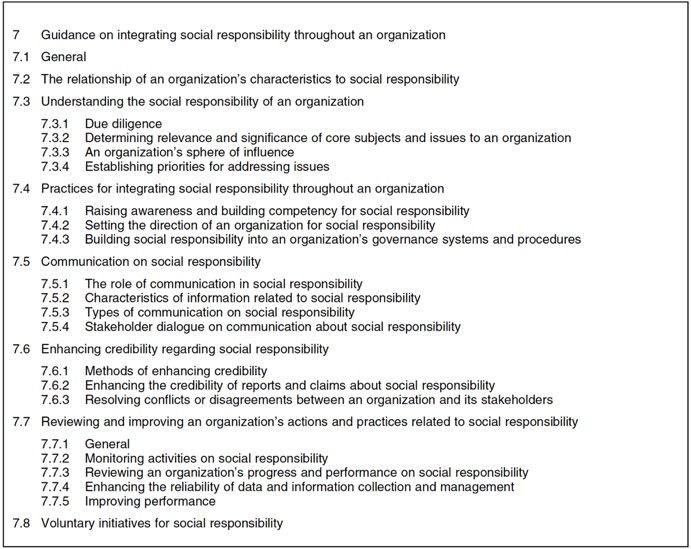 7 Guidance on integrating social responsibility throughout an organization
7.1 General
7.2 The relationship of an organization's characteristics to social responsibility
7.3 Understanding the social responsibility of an organization
7.3.1 Due diligence
7.3.2 Determining relevance and significance of core subjects and issues to an organization
7.3.3 An organization's sphere of influence
7.3.4 Establishing priorities for addressing issues
7.4 Practices for integrating social responsibility throughout an organization
7.4.1 Raising awareness and building competency for social responsibility
7.4.2 Setting the direction of an organization for social responsibility
7.4.3 Building social responsibility into an organization's governance systems and procedures
7.5 Communication on social responsibility
7.5.1 The role of communication in social responsibility
7.5.2 Characteristics of information related to social responsibility
7.5.3 Types of communication on social responsibility
7.5.4 Stakeholder dialogue on communication about social responsibility
7.6 Enhancing credibility regarding social responsibility
7.6.1 Methods of enhancing credibility
7.6.2 Enhancing the credibility of reports and claims about social responsibility
7.6.3 Resolving conflicts or disagreements between an organization and its stakeholders
7.7 Reviewing and improving an organization's actions and practices related to social responsibility
7.7.1 General
7.7.2 Monitoring activities on social responsibility
7.7.3 Reviewing an organization's progress and performance on social responsibility
7.7.4 Enhancing the reliability of data and information collection and management
7.7.5 Improving performance
7.8 Voluntary initiatives for social responsibility